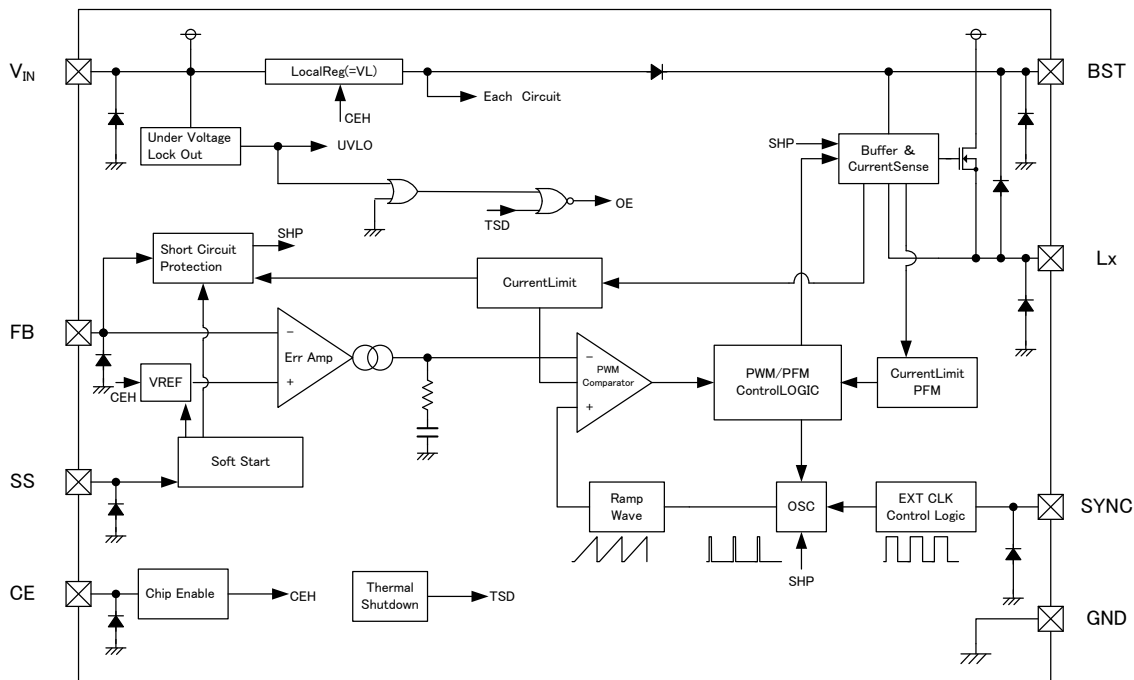 VIN
LocalReg(=VL)
BST
Each Circuit
CEH
Under Voltage
Lock Out
UVLO
SHP
Buffer &
CurrentSense
OE
TSD
SHP
Short Circuit
Protection
CurrentLimit
Lx
FB
−
Err Amp
+
−
PWM
Comparator
+
PWM/PFM
ControlLOGIC
CurrentLimit
PFM
VREF
CEH
Soft Start
SS
Ramp
Wave
OSC
EXT CLK
Control Logic
SYNC
SHP
CE
Chip Enable
CEH
Thermal
Shutdown
TSD
GND